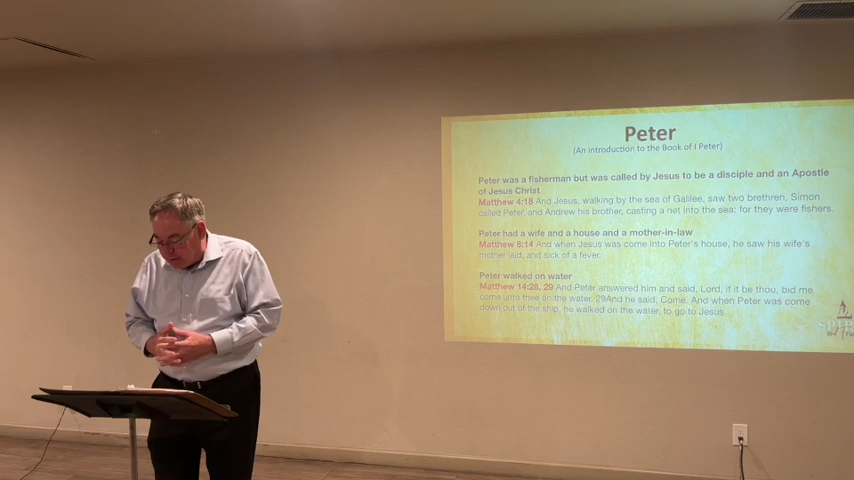 Peter
(An Introduction to the Book of I Peter)
Peter was a fisherman but was called by Jesus to be a disciple and an Apostle
of Jesus Christ
Matthew 4:18 And Jesus, walking by the sea of Galilee, saw two brethren, Simon
called Peter, and Andrew his brother, casting a net into the sea: for they were fishers.
Peter had a wife and a house and a mother-in-law
Matthew 8:14 And when Jesus was come into Peter's house, he saw his wife's
mother laid, and sick of a fever.
Peter walked on water
Matthew 14:28, 29 And Peter answered him and said, Lord, if it be thou, bid me
come unto thee on the water. 29And he said, Come. And when Peter was come
down out of the ship, he walked on the water, to go to Jesus.